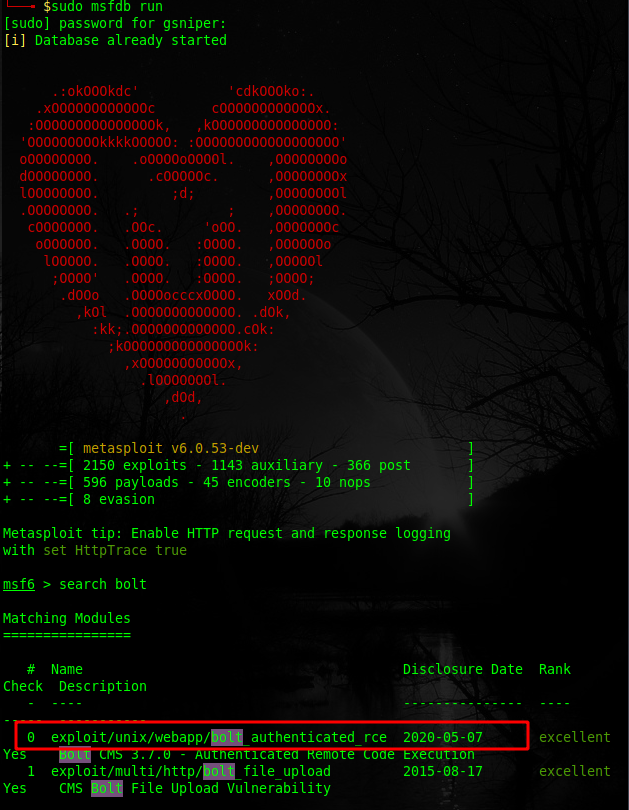 $sudo msfdb run
[sudo] password for gsniper:
[i] Database already started
.:okOOOkdc'           'cdkOOOko:.
.xOOOOOOOOOOOOc       cOOOOOOOOOOOOx.
:OOOOOOOOOOOOOOOk,   ,kOOOOOOOOOOOOOOO:
'OOOOOOOOOkkkkOOOOO: :OOOOOOOOOOOOOOOOOO'
oOOOOOOOO.    .oOOOOoOOOOl.    ,OOOOOOOOo
dOOOOOOOO.      .cOOOOOc.      ,OOOOOOOOx
lOOOOOOOO.         ;d;         ,OOOOOOOOl
.OOOOOOOO.   .;           ;    ,OOOOOOOO.
cOOOOOOO.   .OOc.     'oOO.   ,OOOOOOOc
oOOOOOO.   .OOOO.   :OOOO.   ,OOOOOOo
lOOOOO.   .OOOO.   :OOOO.   ,OOOOOl
;OOOO'   .OOOO.   :OOOO.   ;OOOO;
.dOOo   .OOOOocccxOOOO.   xOOd.
,kOl  .OOOOOOOOOOOOO. .dOk,
:kk;.OOOOOOOOOOOOO.cOk:
;kOOOOOOOOOOOOOOOk:
,xOOOOOOOOOOOx,
.lOOOOOOOl.
,dOd,
.
=[ metasploit v6.0.53-dev                          ]
+ -- --=[ 2150 exploits - 1143 auxiliary - 366 post       ]
+ -- --=[ 596 payloads - 45 encoders - 10 nops            ]
+ -- --=[ 8 evasion                                       ]
Metasploit tip: Enable HTTP request and response logging
with set HttpTrace true
msf6 > search bolt
Matching Modules
================
#  Name                                        Disclosure Date  Rank
Check  Description
-  ----                                        ---------------  ----
-----  -----------
0  exploit/unix/webapp/bolt_authenticated_rce  2020-05-07       excellent
Yes    Bolt CMS 3.7.0 - Authenticated Remote Code Execution
1  exploit/multi/http/bolt_file_upload         2015-08-17       excellent
Yes    CMS Bolt File Upload Vulnerability